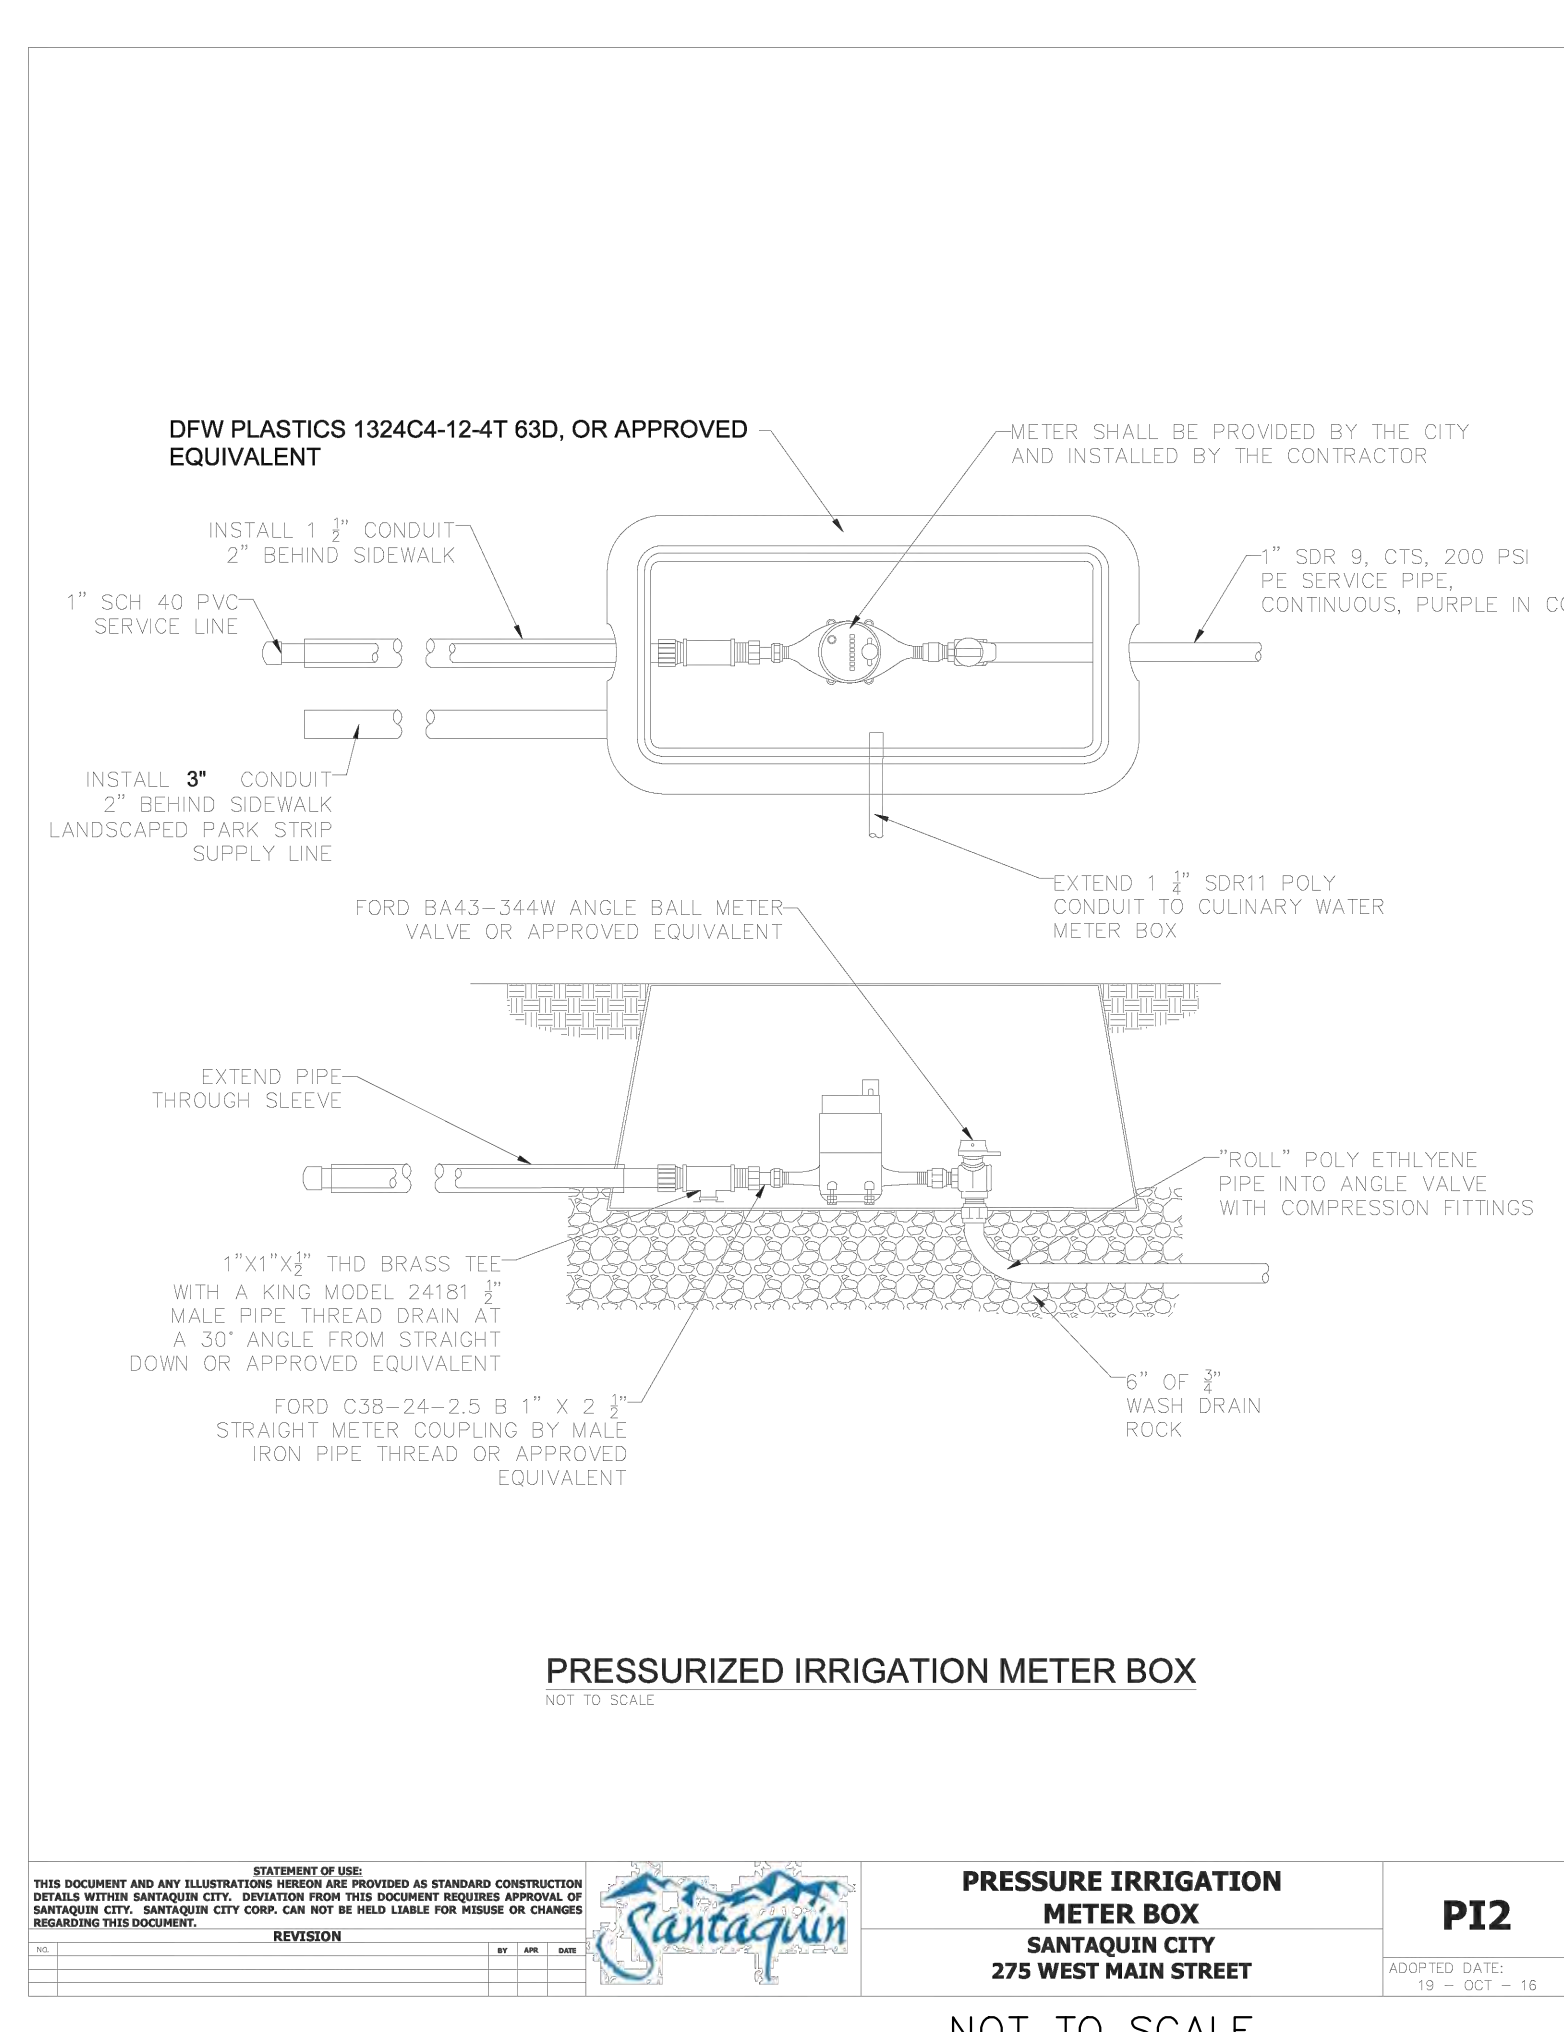 DFW PLASTICS 1324C4-12-4T 63D, OR APPROVED
EQUIVALENT
METER SHALL BE PROVIDED BY THE CITY
AND INSTALLED BY THE CONTRACTOR
INSTALL 1 1/2" CONDUIT
2" BEHIND SIDEWALK
1" SDR 9, CTS, 200 PSI
PE SERVICE PIPE,
CONTINUOUS, PURPLE IN
1" SCH 40 PVC
SERVICE LINE
INSTALL 3" CONDUIT
2" BEHIND SIDEWALK
LANDSCAPED PARK STRIP
SUPPLY LINE
EXTEND 1 1/4" SDR11 POLY
CONDUIT TO CULINARY WATER
METER BOX
FORD BA43-344W ANGLE BALL METER
VALVE OR APPROVED EQUIVALENT
EXTEND PIPE
THROUGH SLEEVE
"ROLL" POLY ETHLYENE
PIPE INTO ANGLE VALVE
WITH COMPRESSION FITTINGS
1"X1"X1/2" THD BRASS TEE
WITH A KING MODEL 24181 1/2"
MALE PIPE THREAD DRAIN AT
A 30° ANGLE FROM STRAIGHT
DOWN OR APPROVED EQUIVALENT
FORD C38-24-2.5 B 1" X 2 1/2"
STRAIGHT METER COUPLING BY MALE
IRON PIPE THREAD OR APPROVED
EQUIVALENT
6" OF 3/4"
WASH DRAIN
ROCK
PRESSURIZED IRRIGATION METER BOX
NOT TO SCALE
STATEMENT OF USE:
THIS DOCUMENT AND ANY ILLUSTRATIONS HEREON ARE PROVIDED AS STANDARD CONSTRUCTION
DETAILS WITHIN SANTAQUIN CITY. DEVIATION FROM THIS DOCUMENT REQUIRES APPROVAL OF
SANTAQUIN CITY. SANTAQUIN CITY CORP. CAN NOT BE HELD LIABLE FOR MISUSE OR CHANGES
REGARDING THIS DOCUMENT.
REVISION
NO. BY APR DATE
Santaquin
PRESSURE IRRIGATION
METER BOX
SANTAQUIN CITY
275 WEST MAIN STREET
PI2
ADOPTED DATE:
19 - OCT - 16
NOT TO SCALE